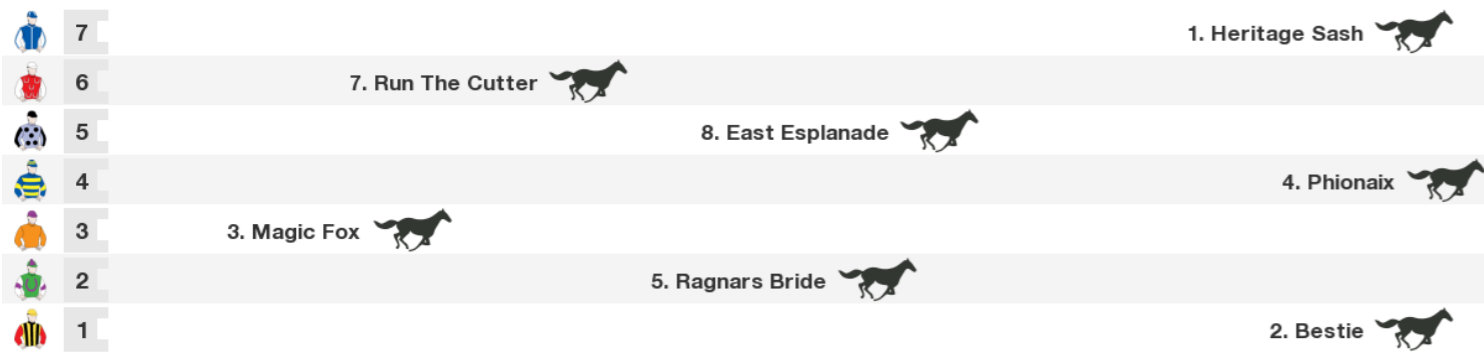 7 1. Heritage Sash
6 7. Run The Cutter
5 8. East Esplanade
4 4. Phionaix
3 3. Magic Fox
2 5. Ragnars Bride
1 2. Bestie